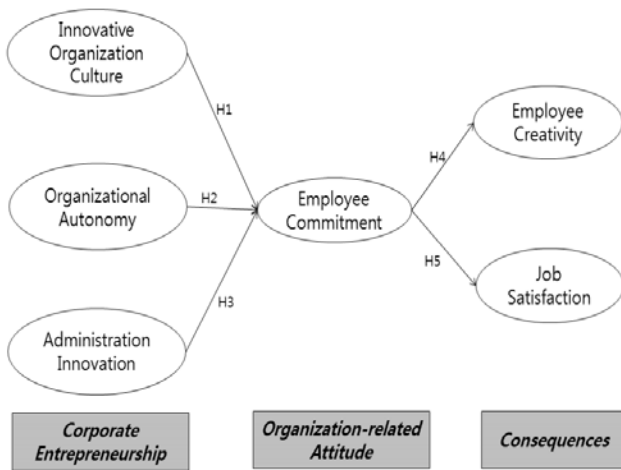 Innovative
Organization
Culture
H1
Organizational
Autonomy
H2
Administration
Innovation
H3
Employee
Commitment
H4
Employee
Creativity
H5
Job
Satisfaction
Corporate
Entrepreneurship
Organization-related
Attitude
Consequences